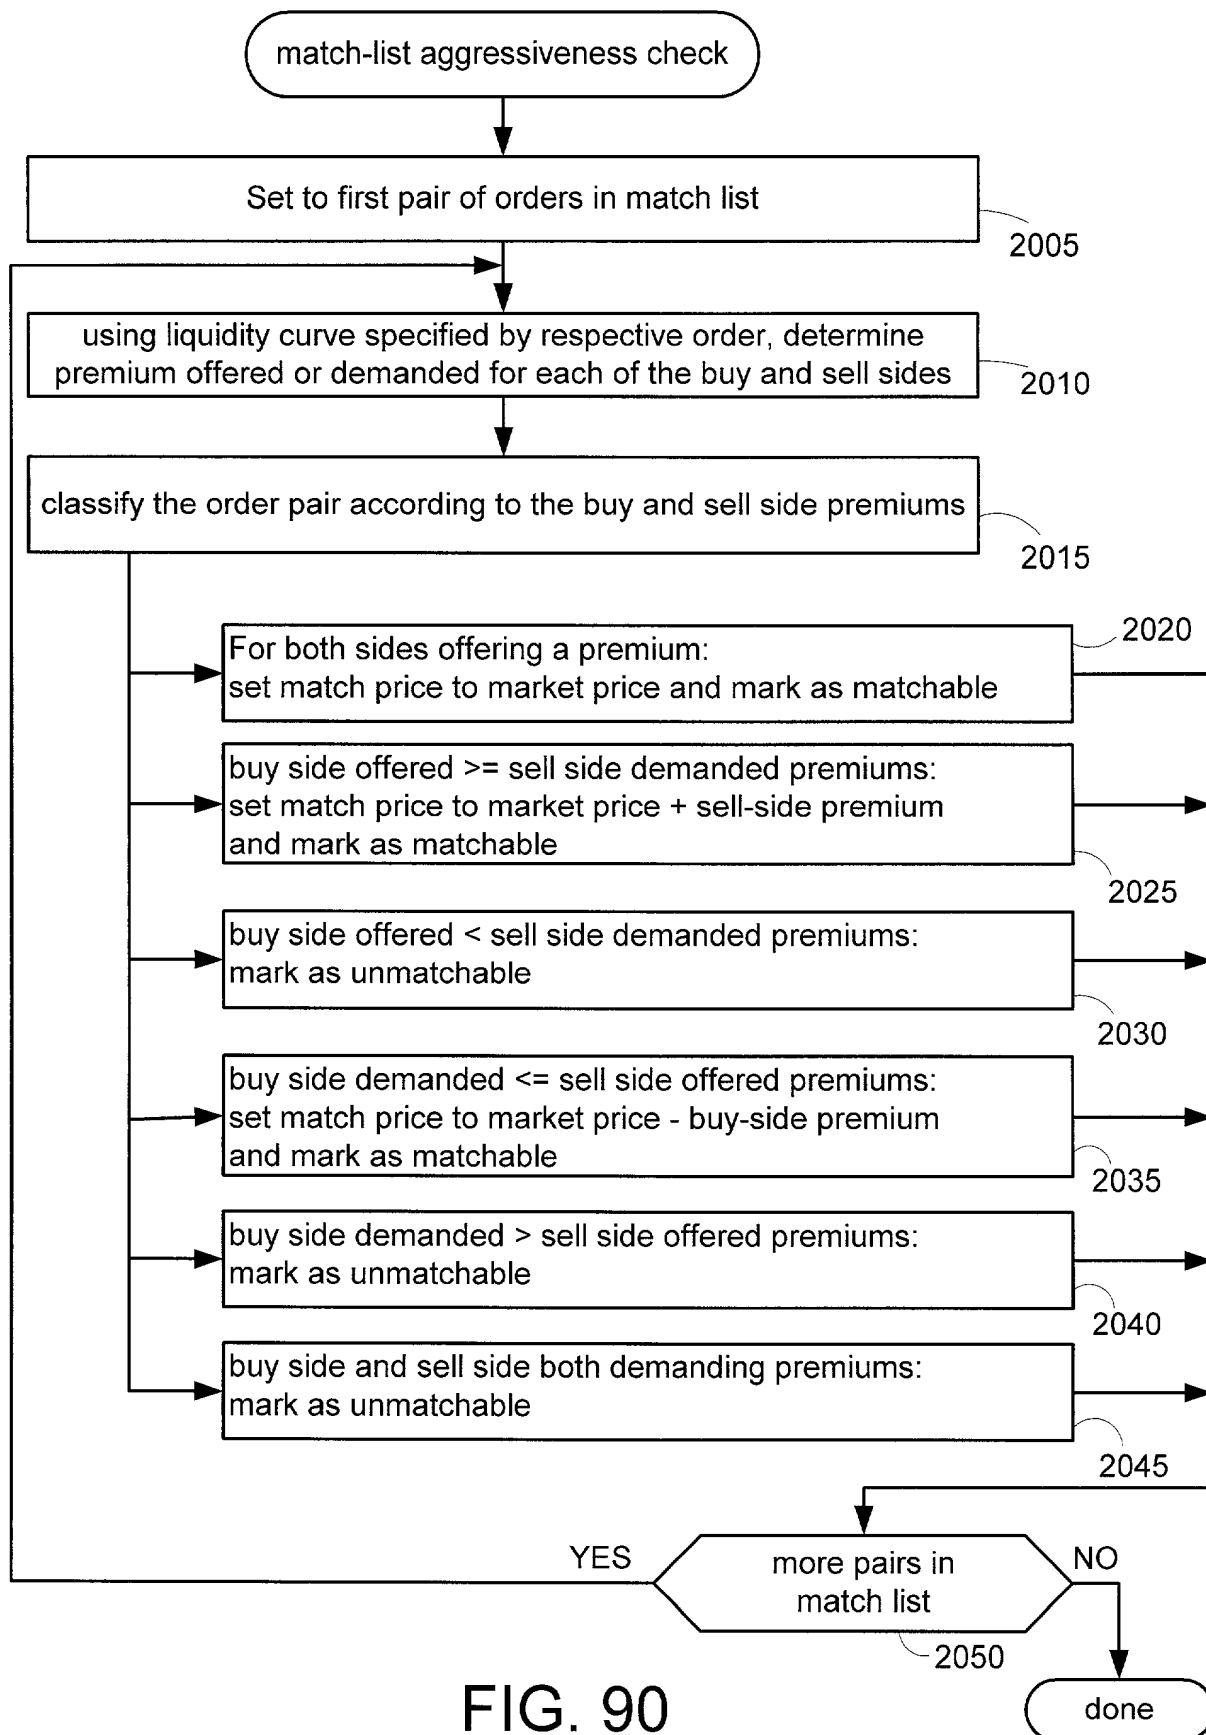 match-list aggressiveness check
Set to first pair of orders in match list
2005
using liquidity curve specified by respective order, determine
premium offered or demanded for each of the buy and sell sides
2010
classify the order pair according to the buy and sell side premiums
2015
2020
For both sides offering a premium:
set match price to market price and mark as matchable
buy side offered >= sell side demanded premiums:
set match price to market price + sell-side premium
and mark as matchable
2025
buy side offered < sell side demanded premiums:
mark as unmatchable
2030
buy side demanded <= sell side offered premiums:
set match price to market price - buy-side premium
and mark as matchable
2035
buy side demanded > sell side offered premiums:
mark as unmatchable
2040
buy side and sell side both demanding premiums:
mark as unmatchable
2045
YES
more pairs in
match list
NO
2050
done
FIG. 90